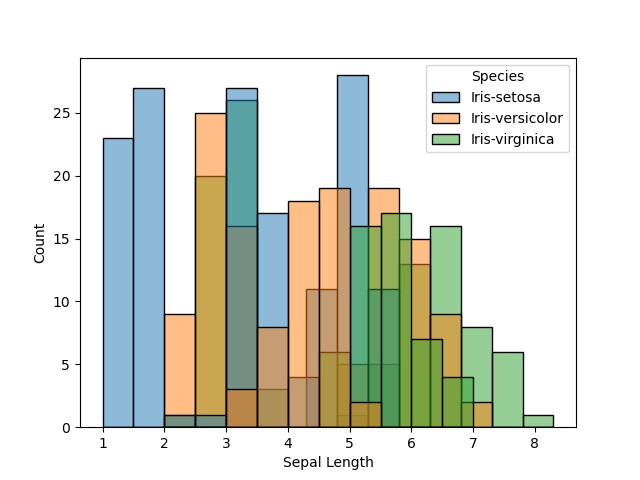 Species
Iris-setosa
Iris-versicolor
Iris-virginica
Count
25
20
15
10
5
0
1 2 3 4 5 6 7 8
Sepal Length